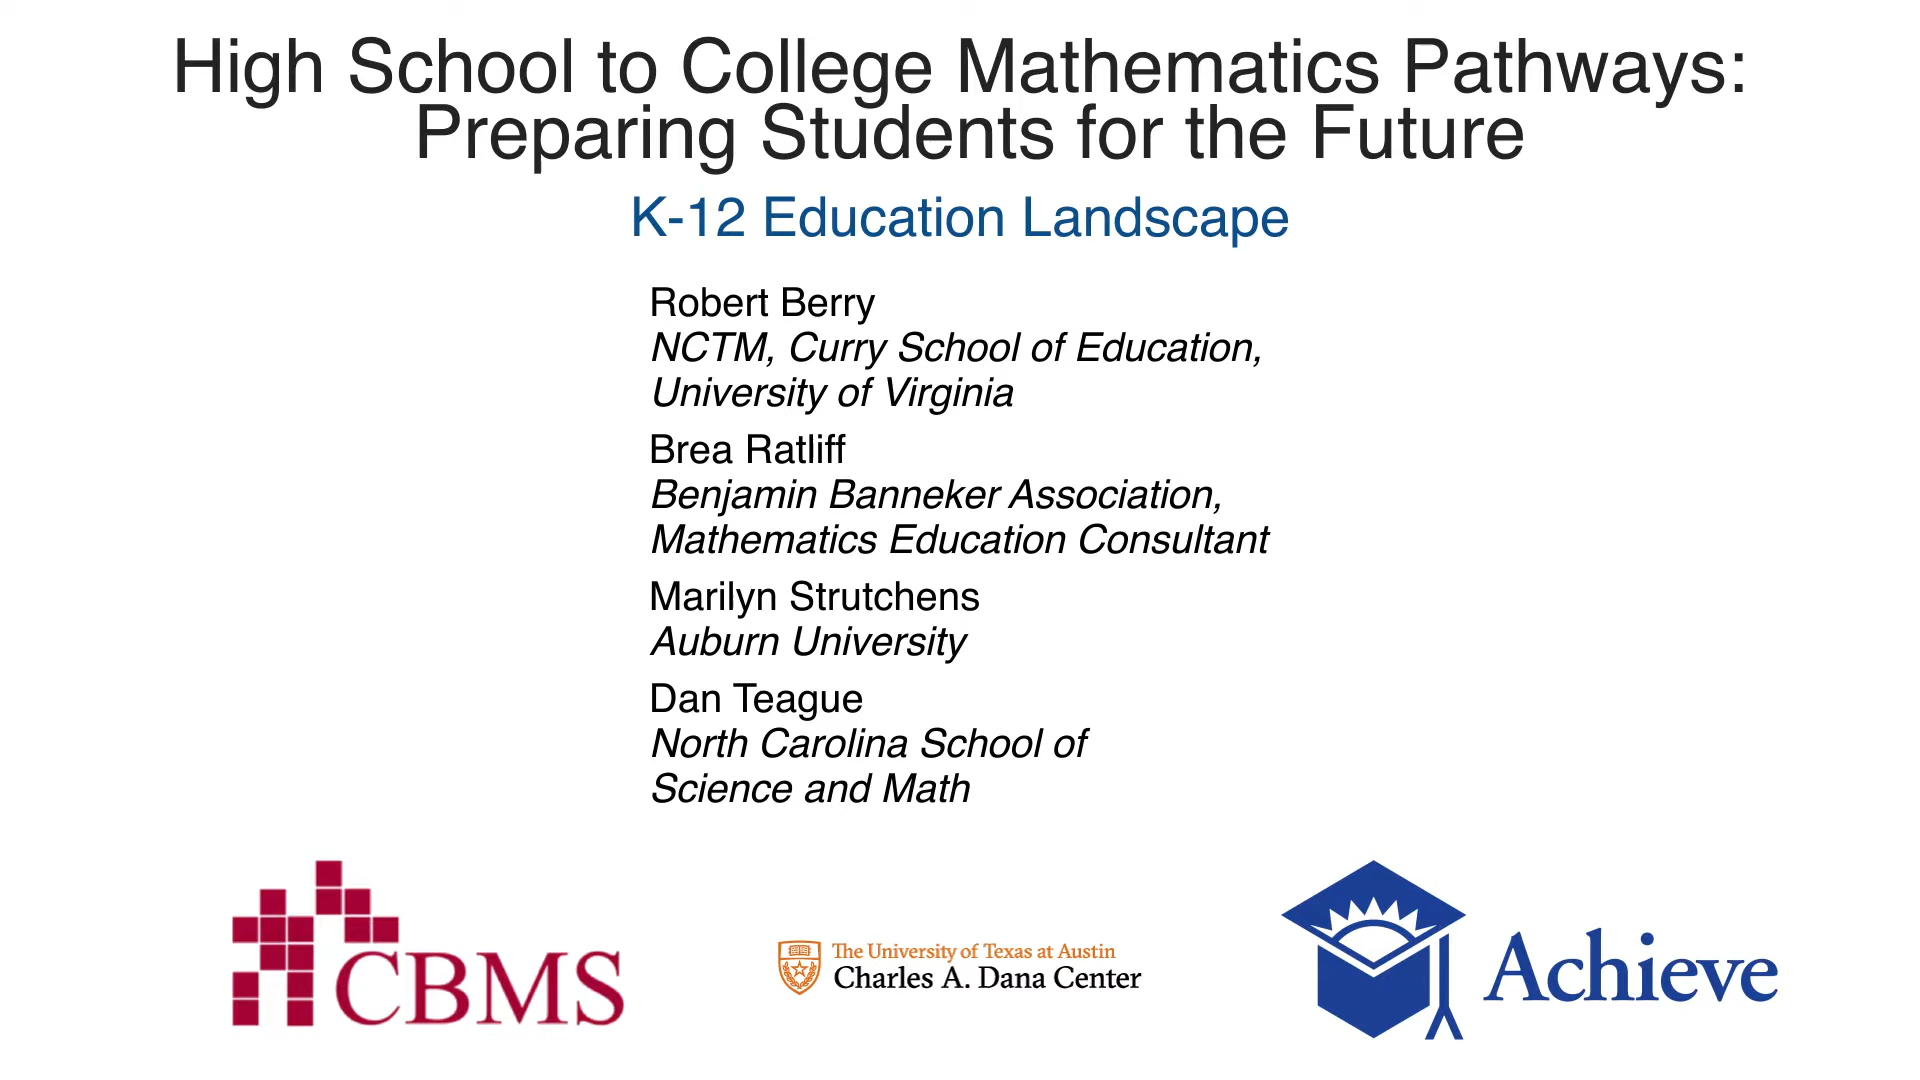 High School to College Mathematics Pathways:
Preparing Students for the Future
K-12 Education Landscape
Robert Berry
NCTM, Curry School of Education,
University of Virginia
Brea Ratliff
Benjamin Banneker Association,
Mathematics Education Consultant
Marilyn Strutchens
Auburn University
Dan Teague
North Carolina School of
Science and Math
CBMS
The University of Texas at Austin
Charles A. Dana Center
Achieve